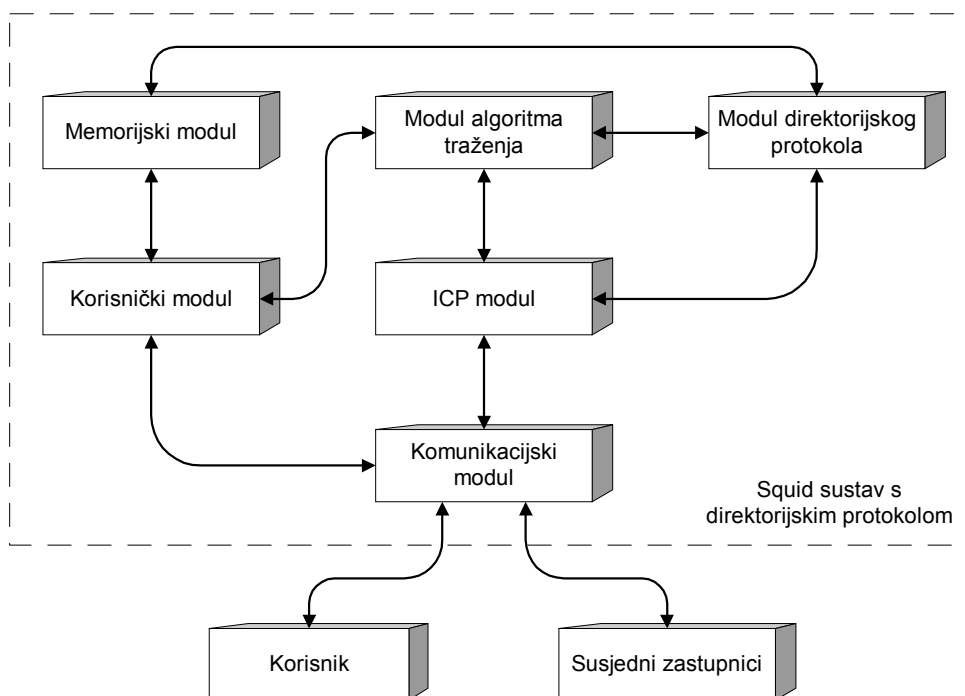 Memorijski modul
Modul algoritma
traženja
Modul direktorijskog
protokola
Korisnički modul
ICP modul
Komunikacijski
modul
Squid sustav s
direktorijskim protokolom
Korisnik
Susjedni zastupnici